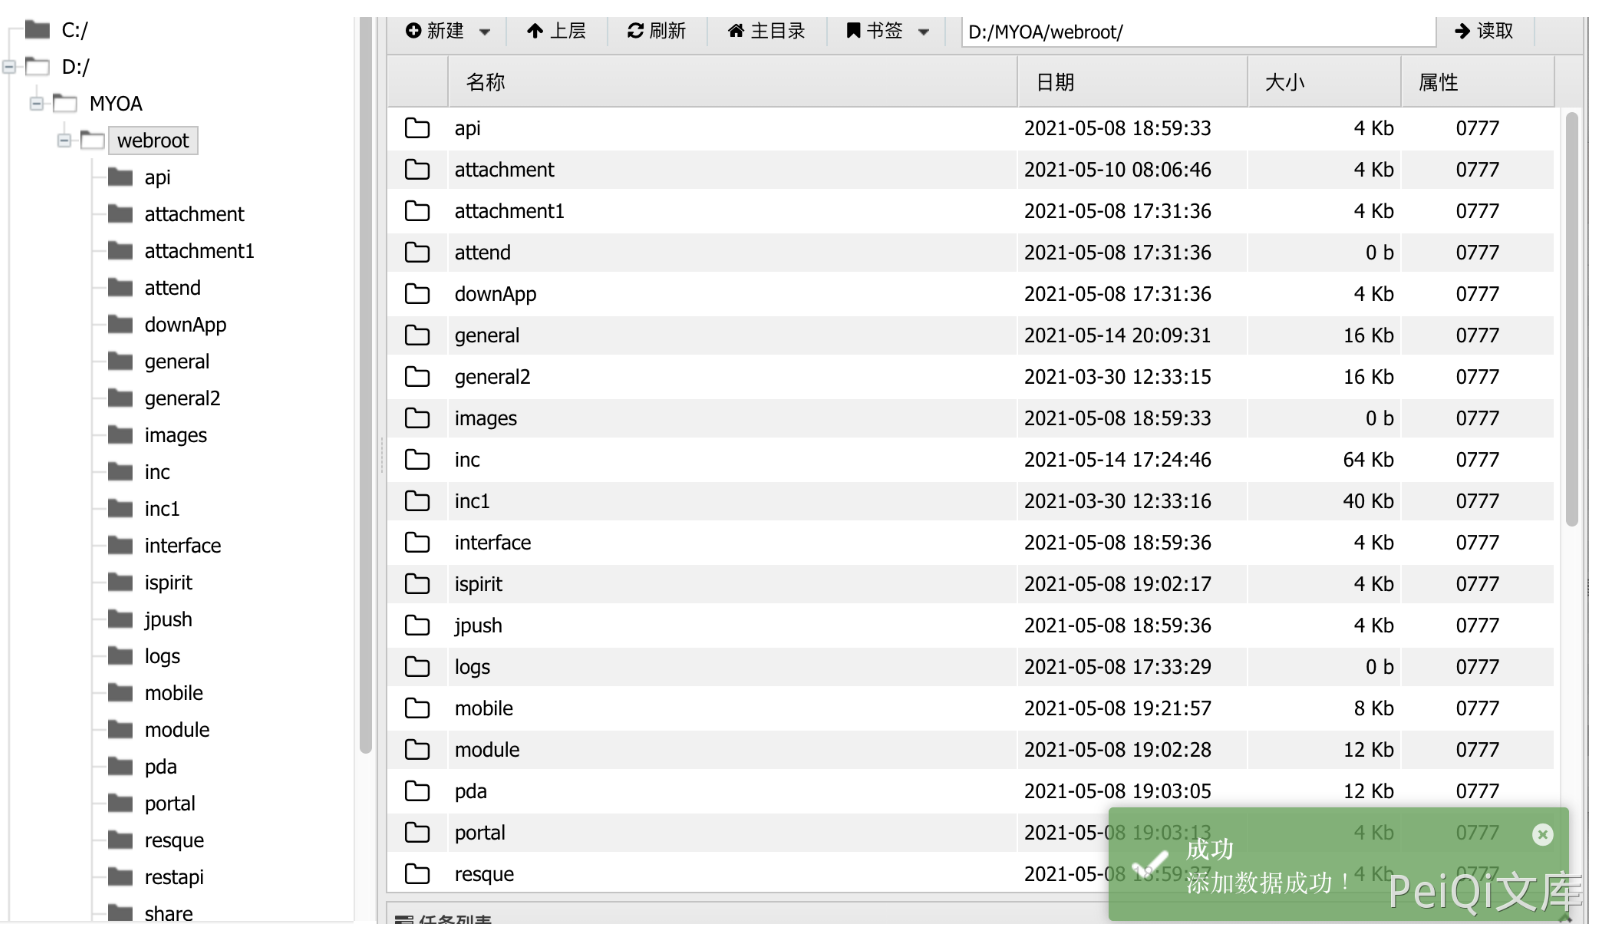 C:/
D:/
MYOA
webroot
api
attachment
attachment1
attend
downApp
general
general2
images
inc
inc1
interface
ispirit
jpush
logs
mobile
module
pda
portal
resque
restapi
share
新建 上层 刷新 主目录 书签 D:/MYOA/webroot/ 读取
名称 日期 大小 属性
api 2021-05-08 18:59:33 4 Kb 0777
attachment 2021-05-10 08:06:46 4 Kb 0777
attachment1 2021-05-08 17:31:36 4 Kb 0777
attend 2021-05-08 17:31:36 0 b 0777
downApp 2021-05-08 17:31:36 4 Kb 0777
general 2021-05-14 20:09:31 16 Kb 0777
general2 2021-03-30 12:33:15 16 Kb 0777
images 2021-05-08 18:59:33 0 b 0777
inc 2021-05-14 17:24:46 64 Kb 0777
inc1 2021-03-30 12:33:16 40 Kb 0777
interface 2021-05-08 18:59:36 4 Kb 0777
ispirit 2021-05-08 19:02:17 4 Kb 0777
jpush 2021-05-08 18:59:36 4 Kb 0777
logs 2021-05-08 17:33:29 0 b 0777
mobile 2021-05-08 19:21:57 8 Kb 0777
module 2021-05-08 19:02:28 12 Kb 0777
pda 2021-05-08 19:03:05 12 Kb 0777
portal 2021-05-08 19:03:13 4 Kb 0777
resque 2021-05-08 4 Kb 0777
成功
添加数据成功！
PeiQi文库
任务列表